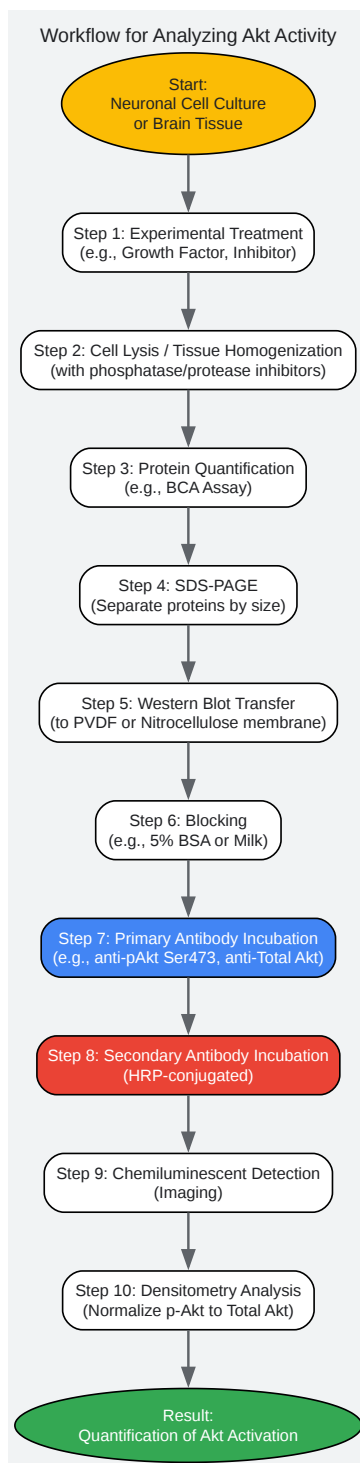 Workflow for Analyzing Akt Activity
Start:
Neuronal Cell Culture
or Brain Tissue
Step 1: Experimental Treatment
(e.g., Growth Factor, Inhibitor)
Step 2: Cell Lysis / Tissue Homogenization
(with phosphatase/protease inhibitors)
Step 3: Protein Quantification
(e.g., BCA Assay)
Step 4: SDS-PAGE
(Separate proteins by size)
Step 5: Western Blot Transfer
(to PVDF or Nitrocellulose membrane)
Step 6: Blocking
(e.g., 5% BSA or Milk)
Step 7: Primary Antibody Incubation
(e.g., anti-pAkt Ser473, anti-Total Akt)
Step 8: Secondary Antibody Incubation
(HRP-conjugated)
Step 9: Chemiluminescent Detection
(Imaging)
Step 10: Densitometry Analysis
(Normalize p-Akt to Total Akt)
Result:
Quantification of Akt Activation